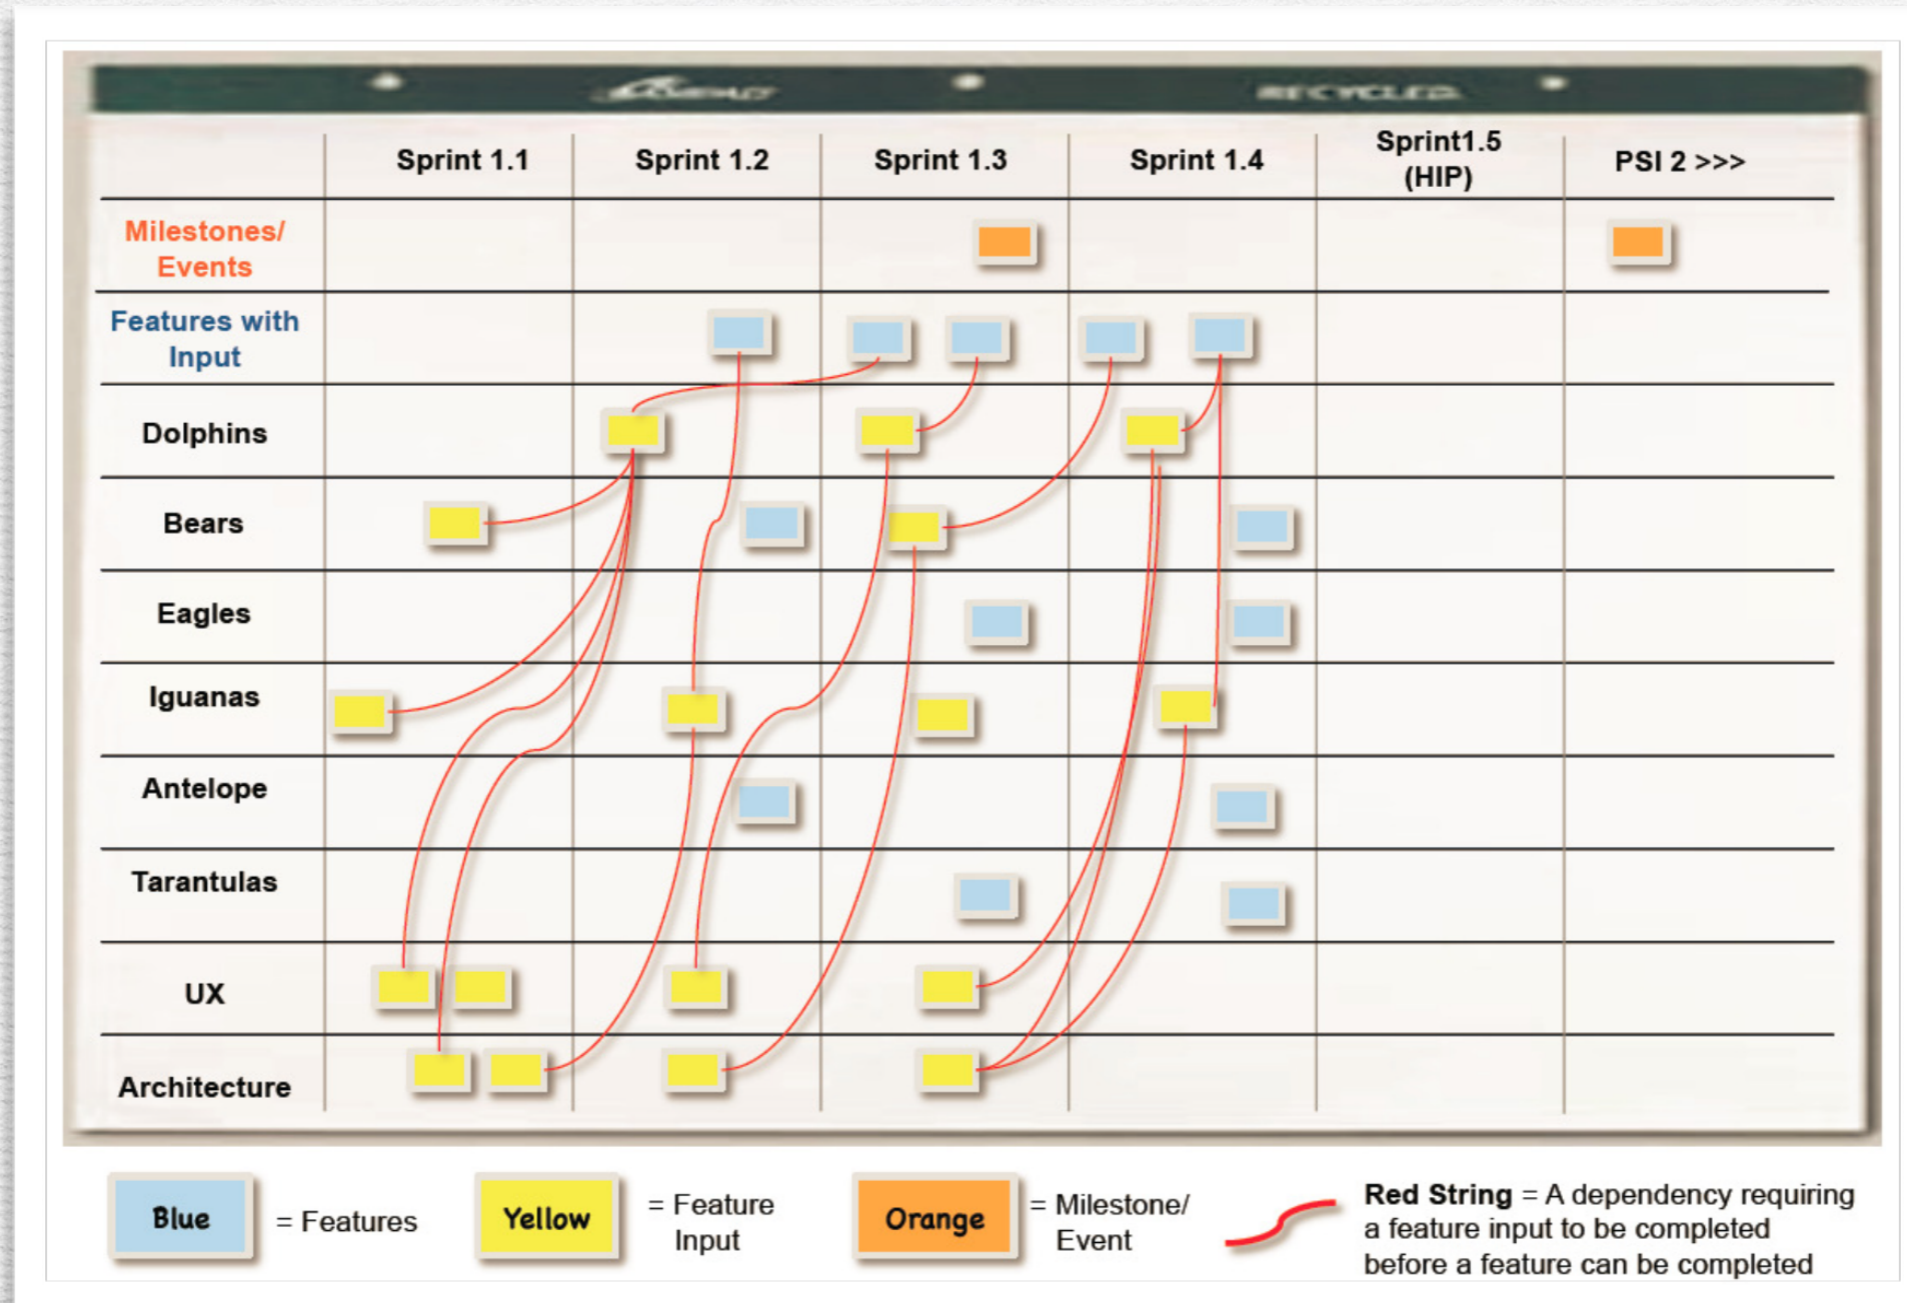 RECYCLED
Sprint 1.1
Sprint 1.2
Sprint 1.3
Sprint 1.4
Sprint1.5
(HIP)
PSI 2 >>>
Milestones/
Events
Features with
Input
Dolphins
Bears
Eagles
Iguanas
Antelope
Tarantulas
UX
Architecture
Blue
= Features
Yellow
= Feature
Input
Orange
= Milestone/
Event
Red String = A dependency requiring
a feature input to be completed
before a feature can be completed